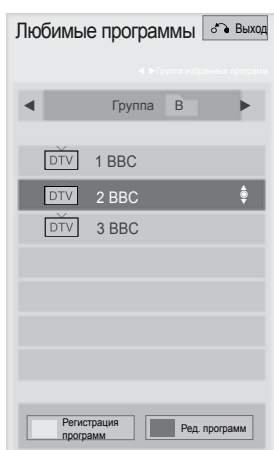 Любимые программы Выход
◄ ►Группа избранных программ
◄ Группа B ►
DTV 1 BBC
DTV 2 BBC
DTV 3 BBC
Регистрация программ
Ред. программ